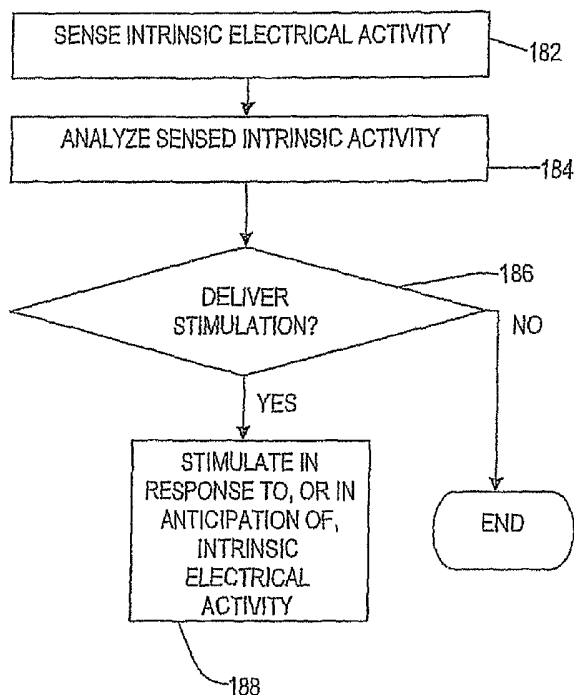 SENSE INTRINSIC ELECTRICAL ACTIVITY
182
ANALYZE SENSED INTRINSIC ACTIVITY
184
186
DELIVER
STIMULATION?
NO
YES
STIMULATE IN
RESPONSE TO, OR IN
ANTICIPATION OF,
INTRINSIC
ELECTRICAL
ACTIVITY
END
188